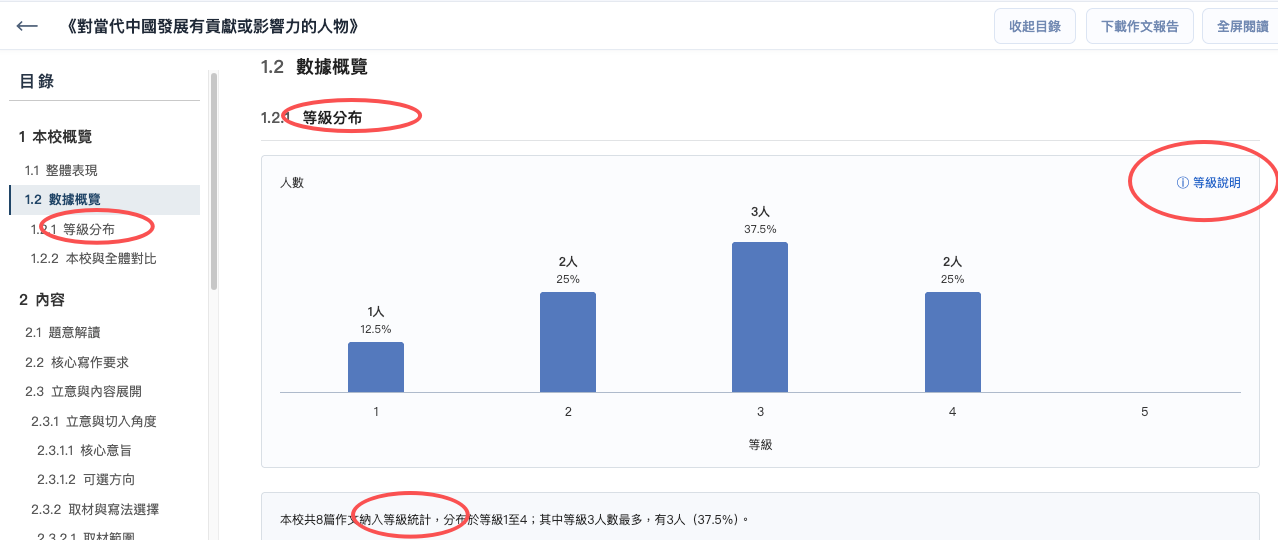 《對當代中國發展有貢獻或影響力的人物》
收起目錄
下載作文報告
全屏閱讀
目錄
1 本校概覽
1.1 整體表現
1.2 數據概覽
1.2.1 等級分布
1.2.2 本校與全體對比
2 內容
2.1 題意解讀
2.2 核心寫作要求
2.3 立意與內容展開
2.3.1 立意與切入角度
2.3.1.1 核心意旨
2.3.1.2 可選方向
2.3.2 取材與寫法選擇
2.3.2.1 取材範圍
1.2 數據概覽
1.2.1 等級分布
人數
ⓘ 等級說明
3人
37.5%
2人
25%
2人
25%
1人
12.5%
1
2
3
4
5
等級
本校共8篇作文納入等級統計，分布於等級1至4；其中等級3人數最多，有3人（37.5%）。